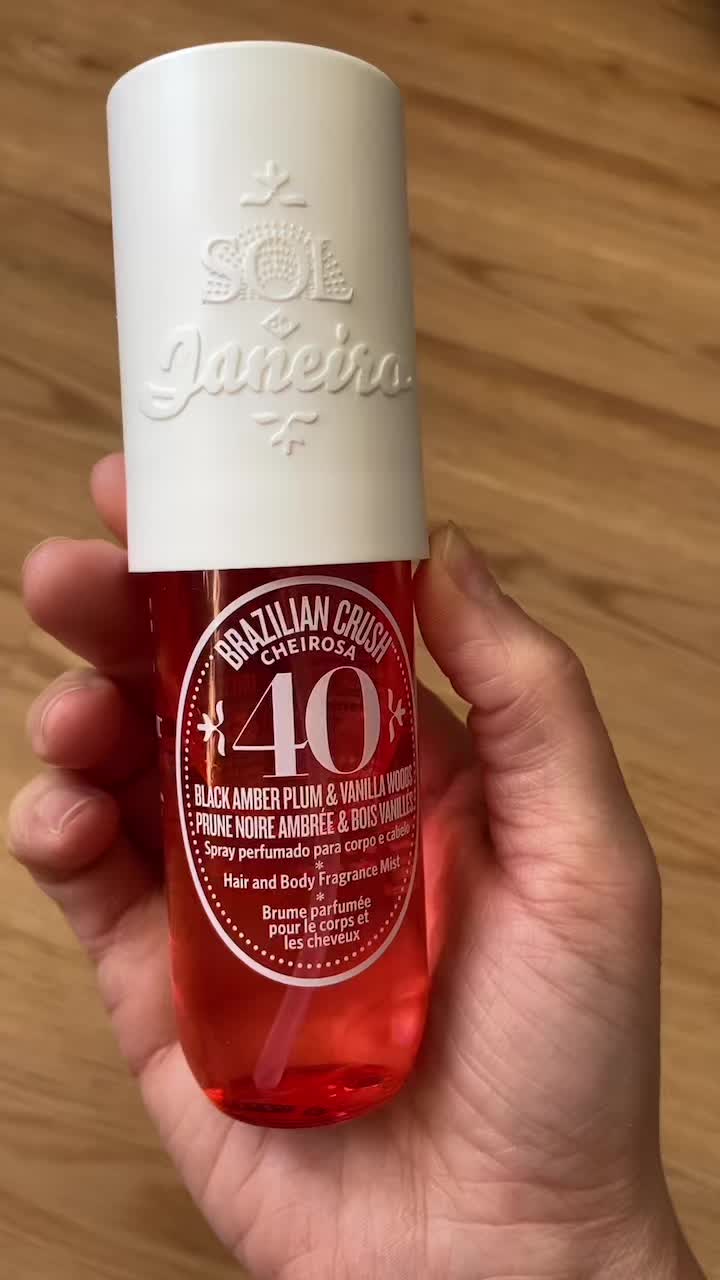 SOL
de
Janeiro
BRAZILIAN CRUSH
CHEIROSA
40
BLACK AMBER PLUM & VANILLA WOODS
PRUNE NOIRE AMBRÉE & BOIS VANILLÉS
Spray perfumado para corpo e cabelo
*
Hair and Body Fragrance Mist
*
Brume parfumée
pour le corps et
les cheveux